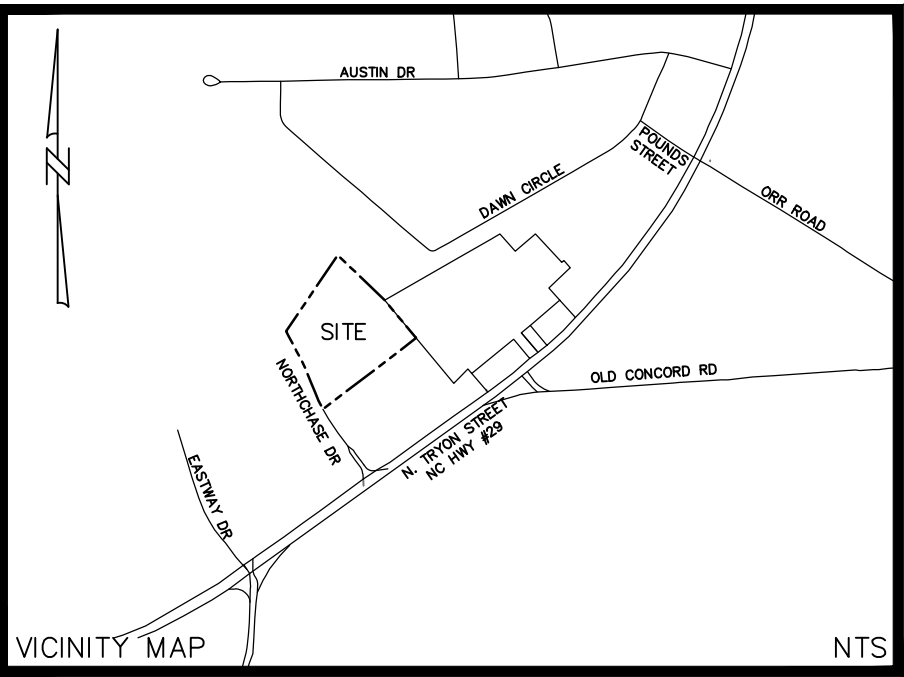 AUSTIN DR
POUNDS
STREET
DAWN CIRCLE
ORR ROAD
N
SITE
NORTHCHASE DR
OLD CONCORD RD
N. TRYON STREET
NC HWY #29
EASTWAY DR
VICINITY MAP
NTS